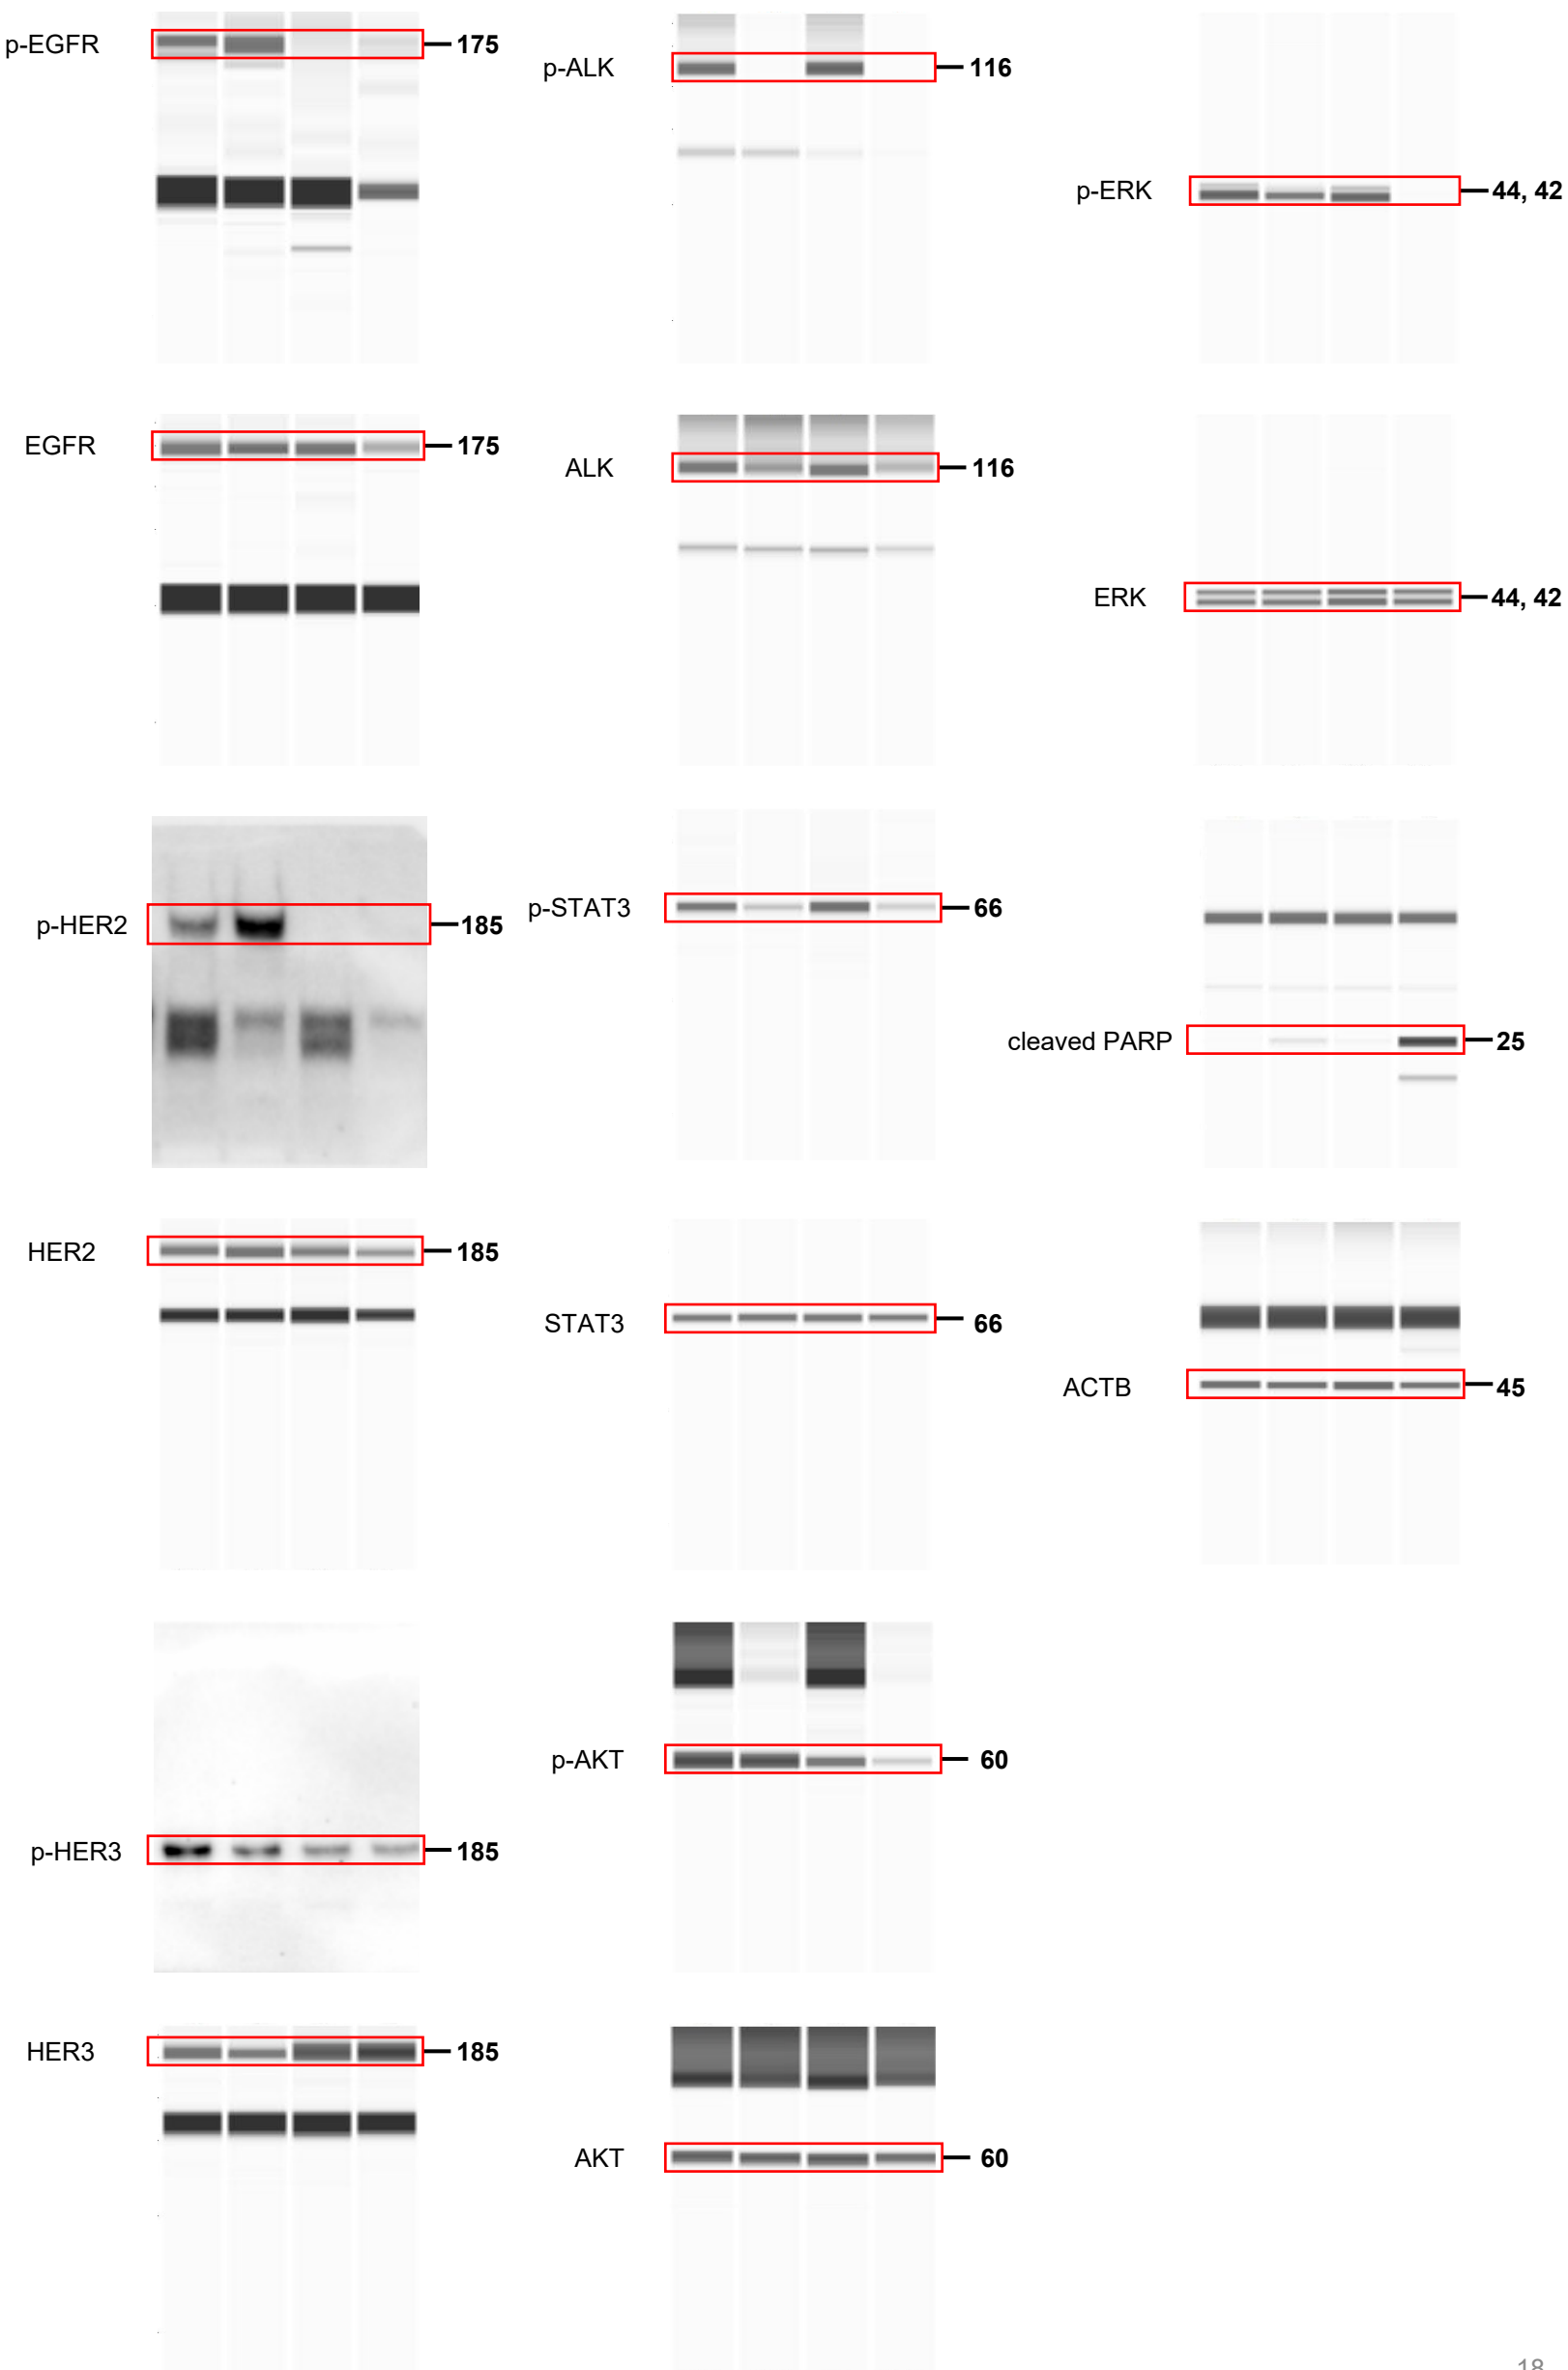 p-EGFR
175
EGFR
175
p-HER2
185
HER2
185
p-HER3
185
HER3
185
p-ALK
116
ALK
116
p-STAT3
66
STAT3
66
p-AKT
60
AKT
60
p-ERK
44, 42
ERK
44, 42
cleaved PARP
25
ACTB
45
18